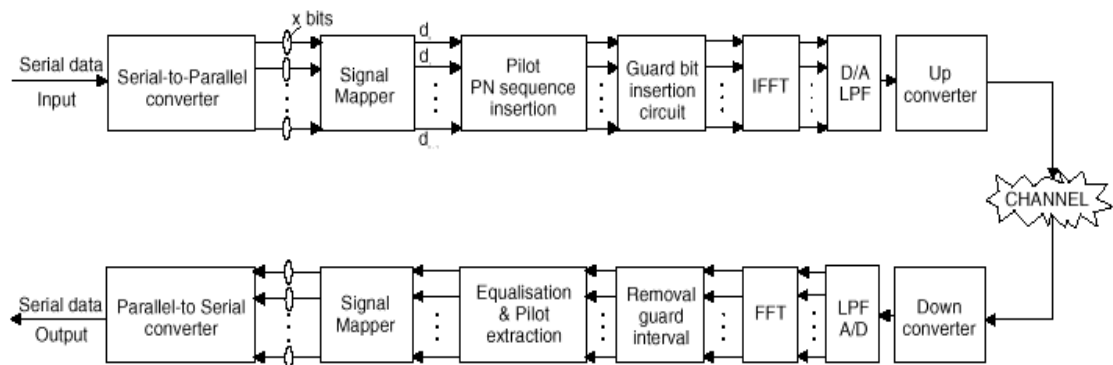 x bits
Serial data
Input
Serial-to-Parallel
converter
Signal
Mapper
d
d
d
Pilot
PN sequence
insertion
Guard bit
insertion
circuit
IFFT
D/A
LPF
Up
converter
CHANNEL
Serial data
Output
Parallel-to Serial
converter
Signal
Mapper
Equalisation
& Pilot
extraction
Removal
guard
interval
FFT
LPF
A/D
Down
converter